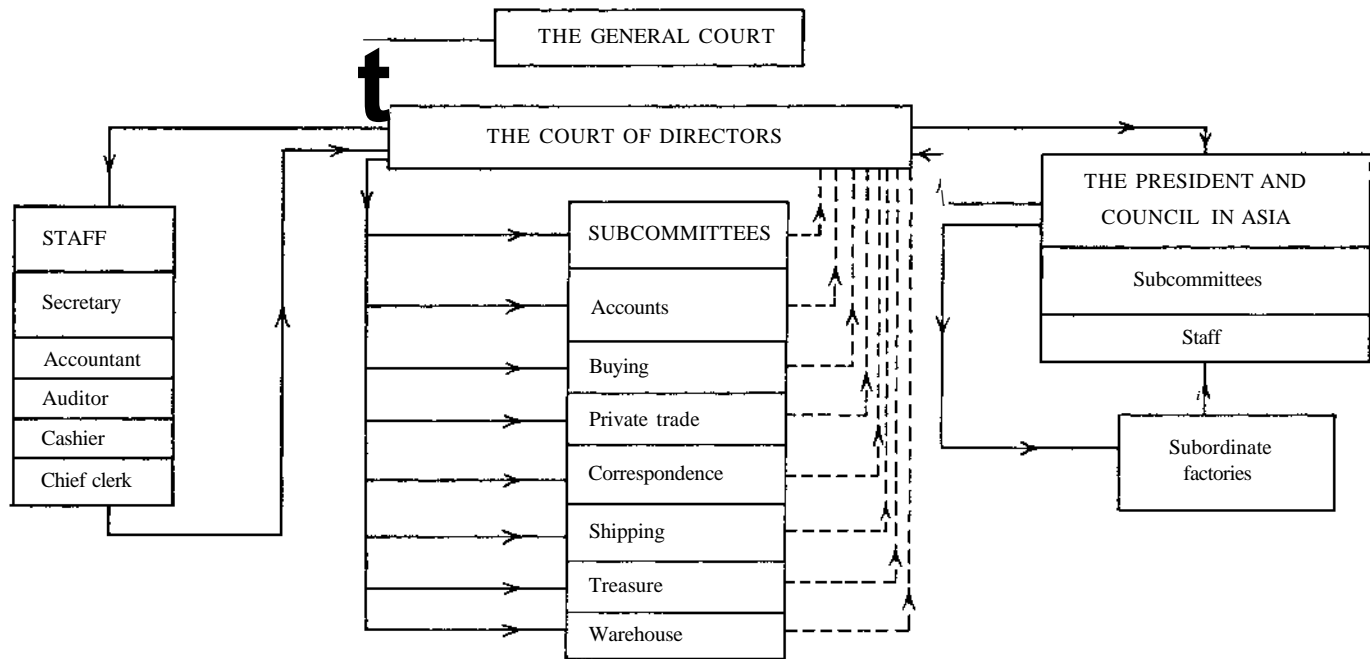 THE GENERAL COURT
t
THE COURT OF DIRECTORS
STAFF
Secretary
Accountant
Auditor
Cashier
Chief clerk
SUBCOMMITTEES
Accounts
Buying
Private trade
Correspondence
Shipping
Treasure
Warehouse
THE PRESIDENT AND
COUNCIL IN ASIA
Subcommittees
Staff
i
Subordinate
factories